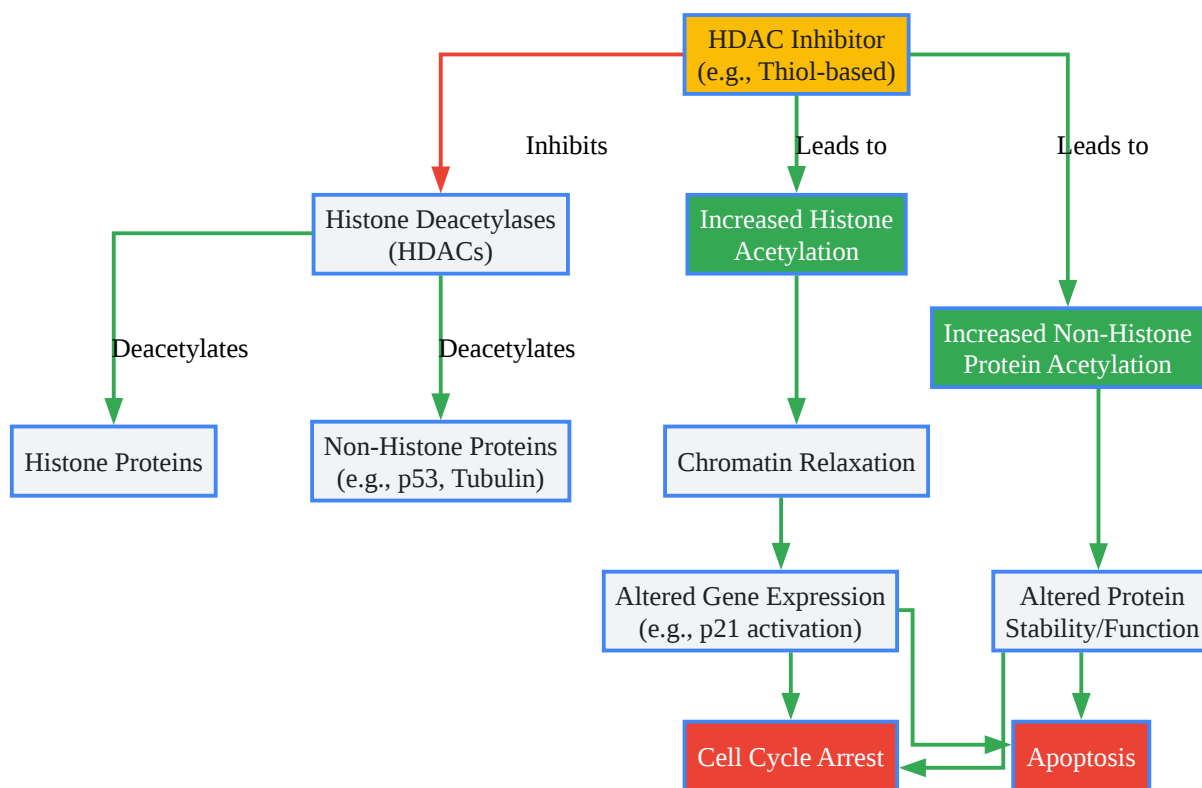 HDAC Inhibitor
(e.g., Thiol-based)
Inhibits
Leads to
Leads to
Histone Deacetylases
(HDACs)
Increased Histone
Acetylation
Deacetylates
Deacetylates
Increased Non-Histone
Protein Acetylation
Histone Proteins
Non-Histone Proteins
(e.g., p53, Tubulin)
Chromatin Relaxation
Altered Gene Expression
(e.g., p21 activation)
Altered Protein
Stability/Function
Cell Cycle Arrest
Apoptosis